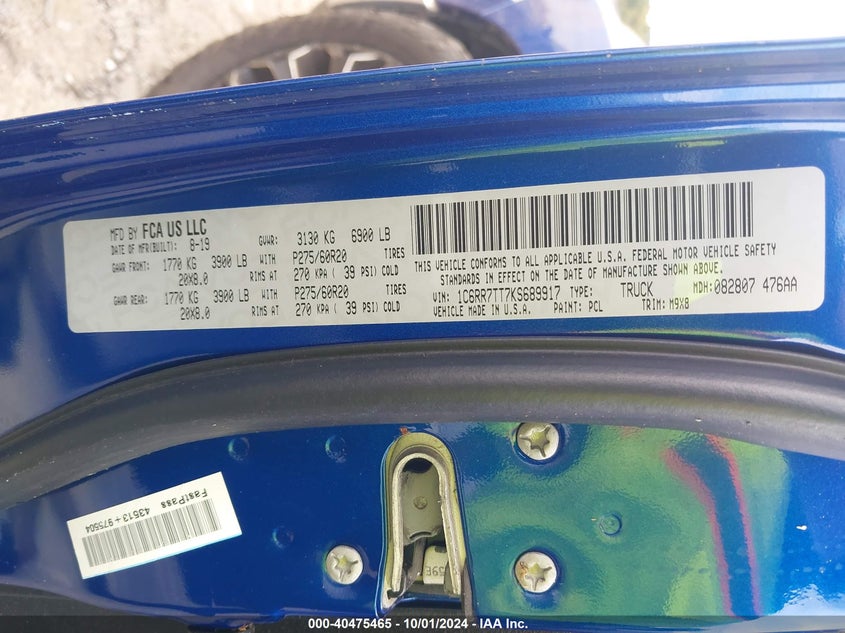 MFD BY FCA US LLC
DATE OF MFR(BUILT): 8-19 GVWR: 3130 KG 6900 LB
GAWR FRONT: 1770 KG 3900 LB WITH P275/60R20 TIRES
20X8.0 RIMS AT 270 KPA ( 39 PSI) COLD
GAWR REAR: 1770 KG 3900 LB WITH P275/60R20 TIRES
20X8.0 RIMS AT 270 KPA ( 39 PSI) COLD
THIS VEHICLE CONFORMS TO ALL APPLICABLE U.S.A. FEDERAL MOTOR VEHICLE SAFETY
STANDARDS IN EFFECT ON THE DATE OF MANUFACTURE SHOWN ABOVE.
VIN: 1C6RR7TT7KS689917 TYPE: TRUCK MDH: 082807 476AA
VEHICLE MADE IN U.S.A. PAINT: PCL TRIM: M9X8
FastPass 43513+975504
000-40475465 - 10/01/2024 - IAA Inc.